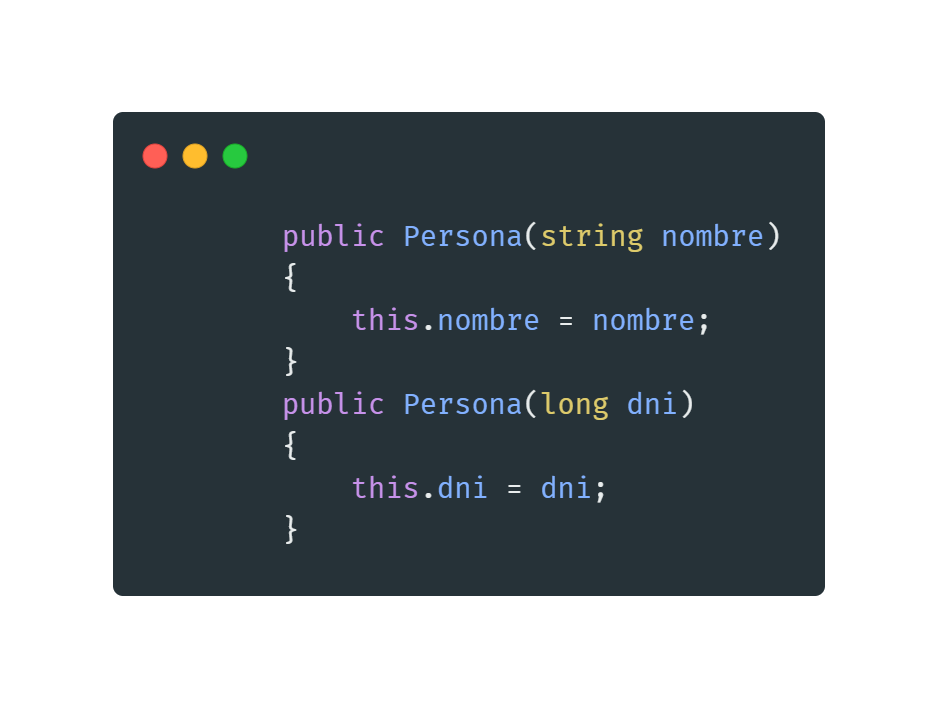 public Persona(string nombre)
{
    this.nombre = nombre;
}
public Persona(long dni)
{
    this.dni = dni;
}